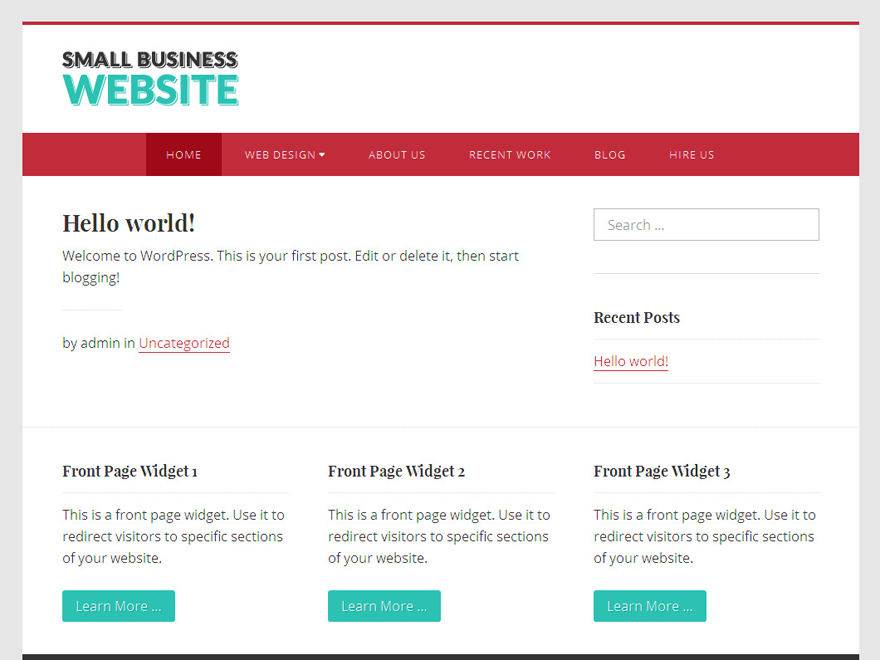 SMALL BUSINESS
WEBSITE
HOME WEB DESIGN ABOUT US RECENT WORK BLOG HIRE US
Hello world!
Welcome to WordPress. This is your first post. Edit or delete it, then start
blogging!
by admin in Uncategorized
Search ...
Recent Posts
Hello world!
Front Page Widget 1
This is a front page widget. Use it to
redirect visitors to specific sections
of your website.
Learn More ...
Front Page Widget 2
This is a front page widget. Use it to
redirect visitors to specific sections
of your website.
Learn More ...
Front Page Widget 3
This is a front page widget. Use it to
redirect visitors to specific sections
of your website.
Learn More ...